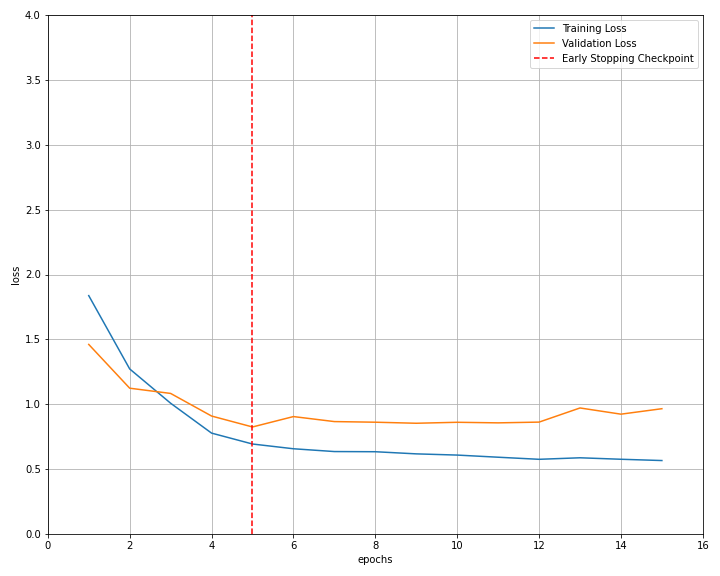 Training Loss
Validation Loss
Early Stopping Checkpoint
4.0
3.5
3.0
2.5
2.0
1.5
1.0
0.5
0.0
loss
0 2 4 6 8 10 12 14 16
epochs